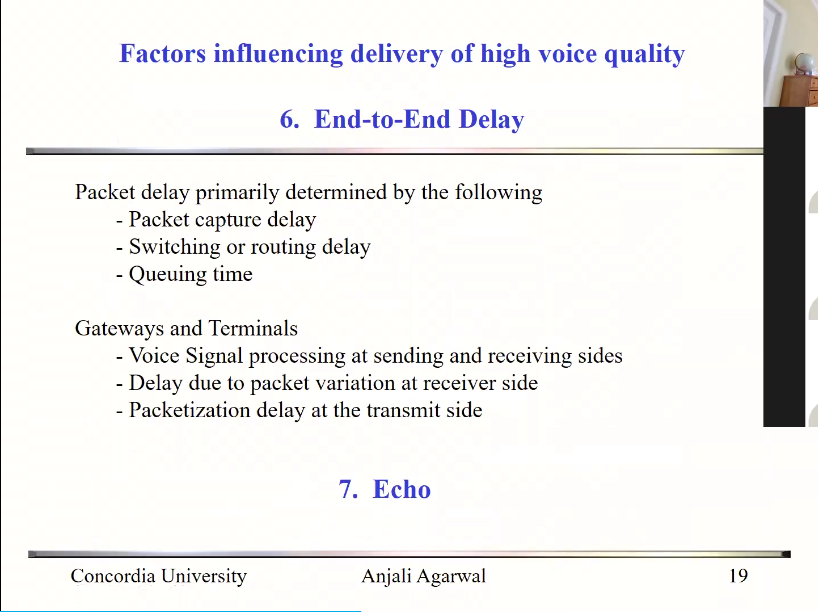 Factors influencing delivery of high voice quality
6. End-to-End Delay
Packet delay primarily determined by the following
- Packet capture delay
- Switching or routing delay
- Queuing time
Gateways and Terminals
- Voice Signal processing at sending and receiving sides
- Delay due to packet variation at receiver side
- Packetization delay at the transmit side
7. Echo
Concordia University Anjali Agarwal 19